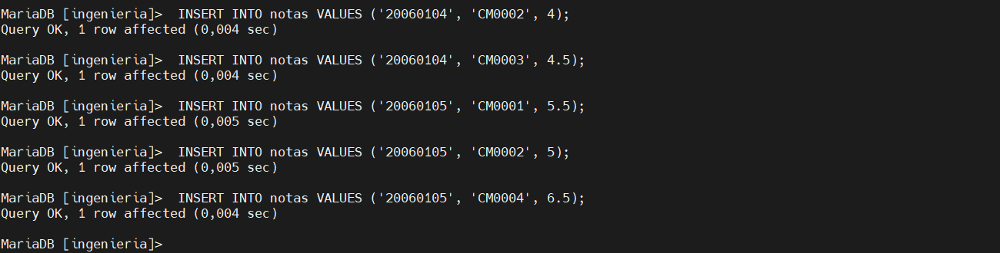 MariaDB [ingenieria]>  INSERT INTO notas VALUES ('20060104', 'CM0002', 4);
Query OK, 1 row affected (0,004 sec)
MariaDB [ingenieria]>  INSERT INTO notas VALUES ('20060104', 'CM0003', 4.5);
Query OK, 1 row affected (0,004 sec)
MariaDB [ingenieria]>  INSERT INTO notas VALUES ('20060105', 'CM0001', 5.5);
Query OK, 1 row affected (0,005 sec)
MariaDB [ingenieria]>  INSERT INTO notas VALUES ('20060105', 'CM0002', 5);
Query OK, 1 row affected (0,005 sec)
MariaDB [ingenieria]>  INSERT INTO notas VALUES ('20060105', 'CM0004', 6.5);
Query OK, 1 row affected (0,004 sec)
MariaDB [ingenieria]>